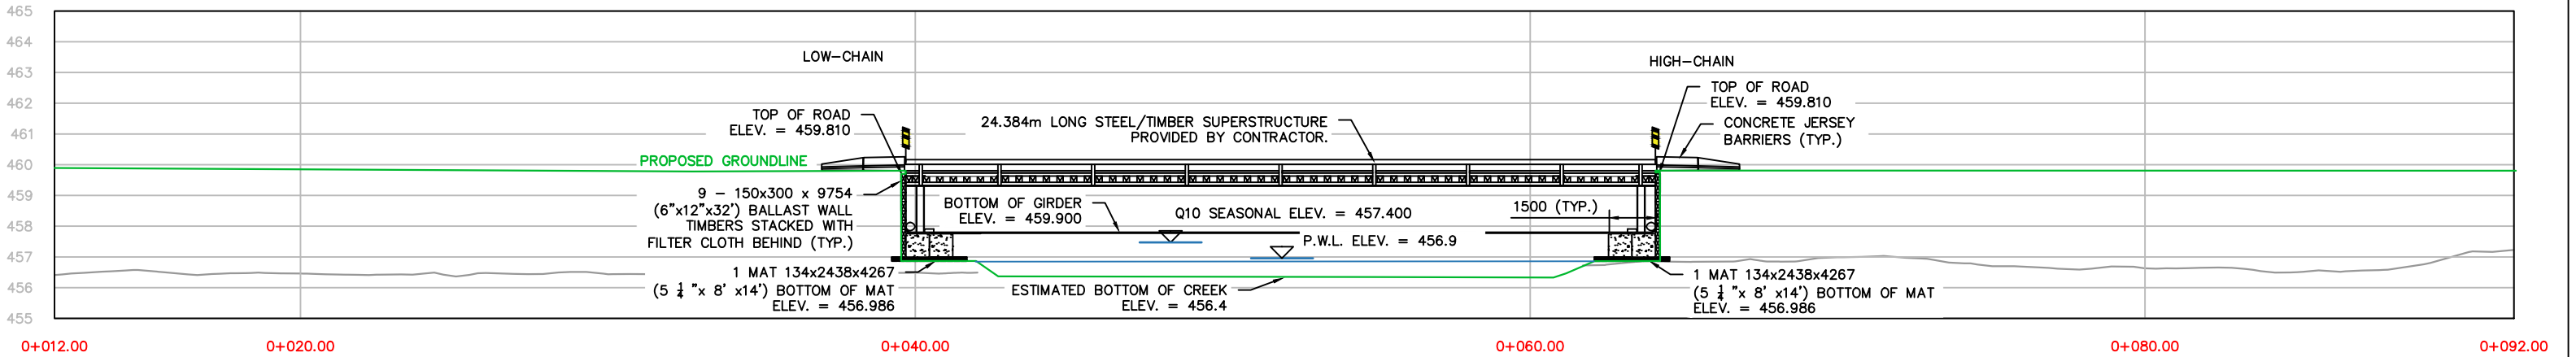 465
464
463
462
461
460
459
458
457
456
455
LOW-CHAIN
HIGH-CHAIN
TOP OF ROAD
ELEV. = 459.810
24.384m LONG STEEL/TIMBER SUPERSTRUCTURE
PROVIDED BY CONTRACTOR.
TOP OF ROAD
ELEV. = 459.810
CONCRETE JERSEY
BARRIERS (TYP.)
PROPOSED GROUNDLINE
9 - 150x300 x 9754
(6"x12"x32') BALLAST WALL
TIMBERS STACKED WITH
FILTER CLOTH BEHIND (TYP.)
BOTTOM OF GIRDER
ELEV. = 459.900
Q10 SEASONAL ELEV. = 457.400
1500 (TYP.)
P.W.L. ELEV. = 456.9
1 MAT 134x2438x4267
(5 1/4 "x 8' x14') BOTTOM OF MAT
ELEV. = 456.986
ESTIMATED BOTTOM OF CREEK
ELEV. = 456.4
1 MAT 134x2438x4267
(5 1/4 "x 8' x14') BOTTOM OF MAT
ELEV. = 456.986
0+012.00
0+020.00
0+040.00
0+060.00
0+080.00
0+092.00